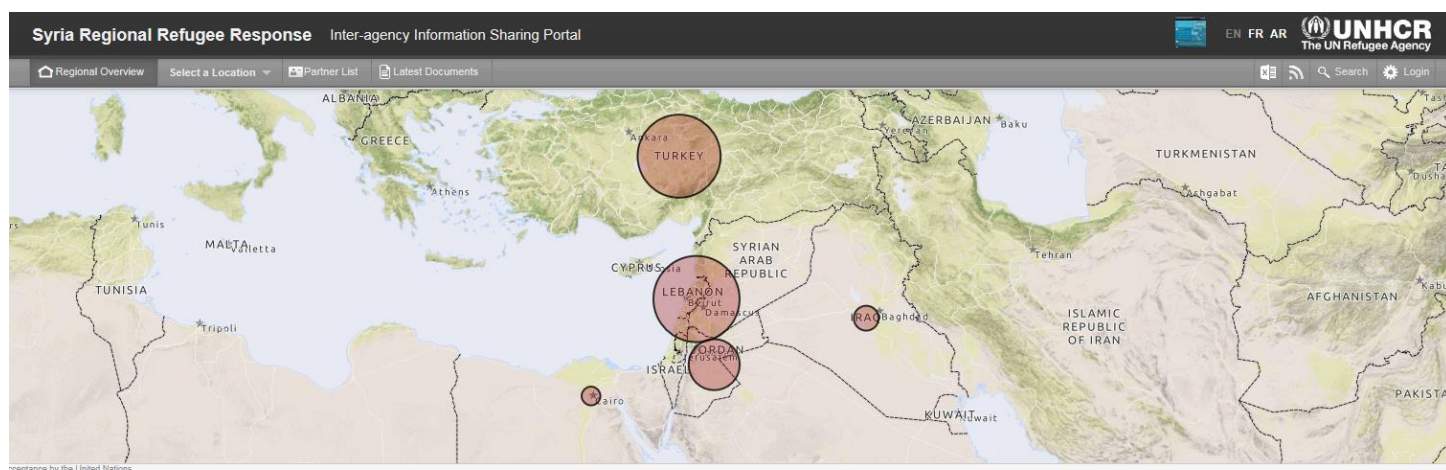 Syria Regional Refugee Response Inter-agency Information Sharing Portal
EN FR AR
UNHCR
The UN Refugee Agency
Regional Overview Select a Location Partner List Latest Documents
Search Login
ALBANIA
GREECE
Ankara
TURKEY
Yerevan
AZERBAIJAN
Baku
TURKMENISTAN
Ashgabat
Athens
Tunis
MALTA
Valletta
TUNISIA
Tripoli
CYPRUS
SYRIAN
ARAB
REPUBLIC
LEBANON
Beirut
Damascus
IRAQ
Baghdad
Tehran
ISLAMIC
REPUBLIC
OF IRAN
AFGHANISTAN
JORDAN
Jerusalem
ISRAEL
Cairo
KUWAIT
Kuwait
PAKISTA
ceptance by the United Nations